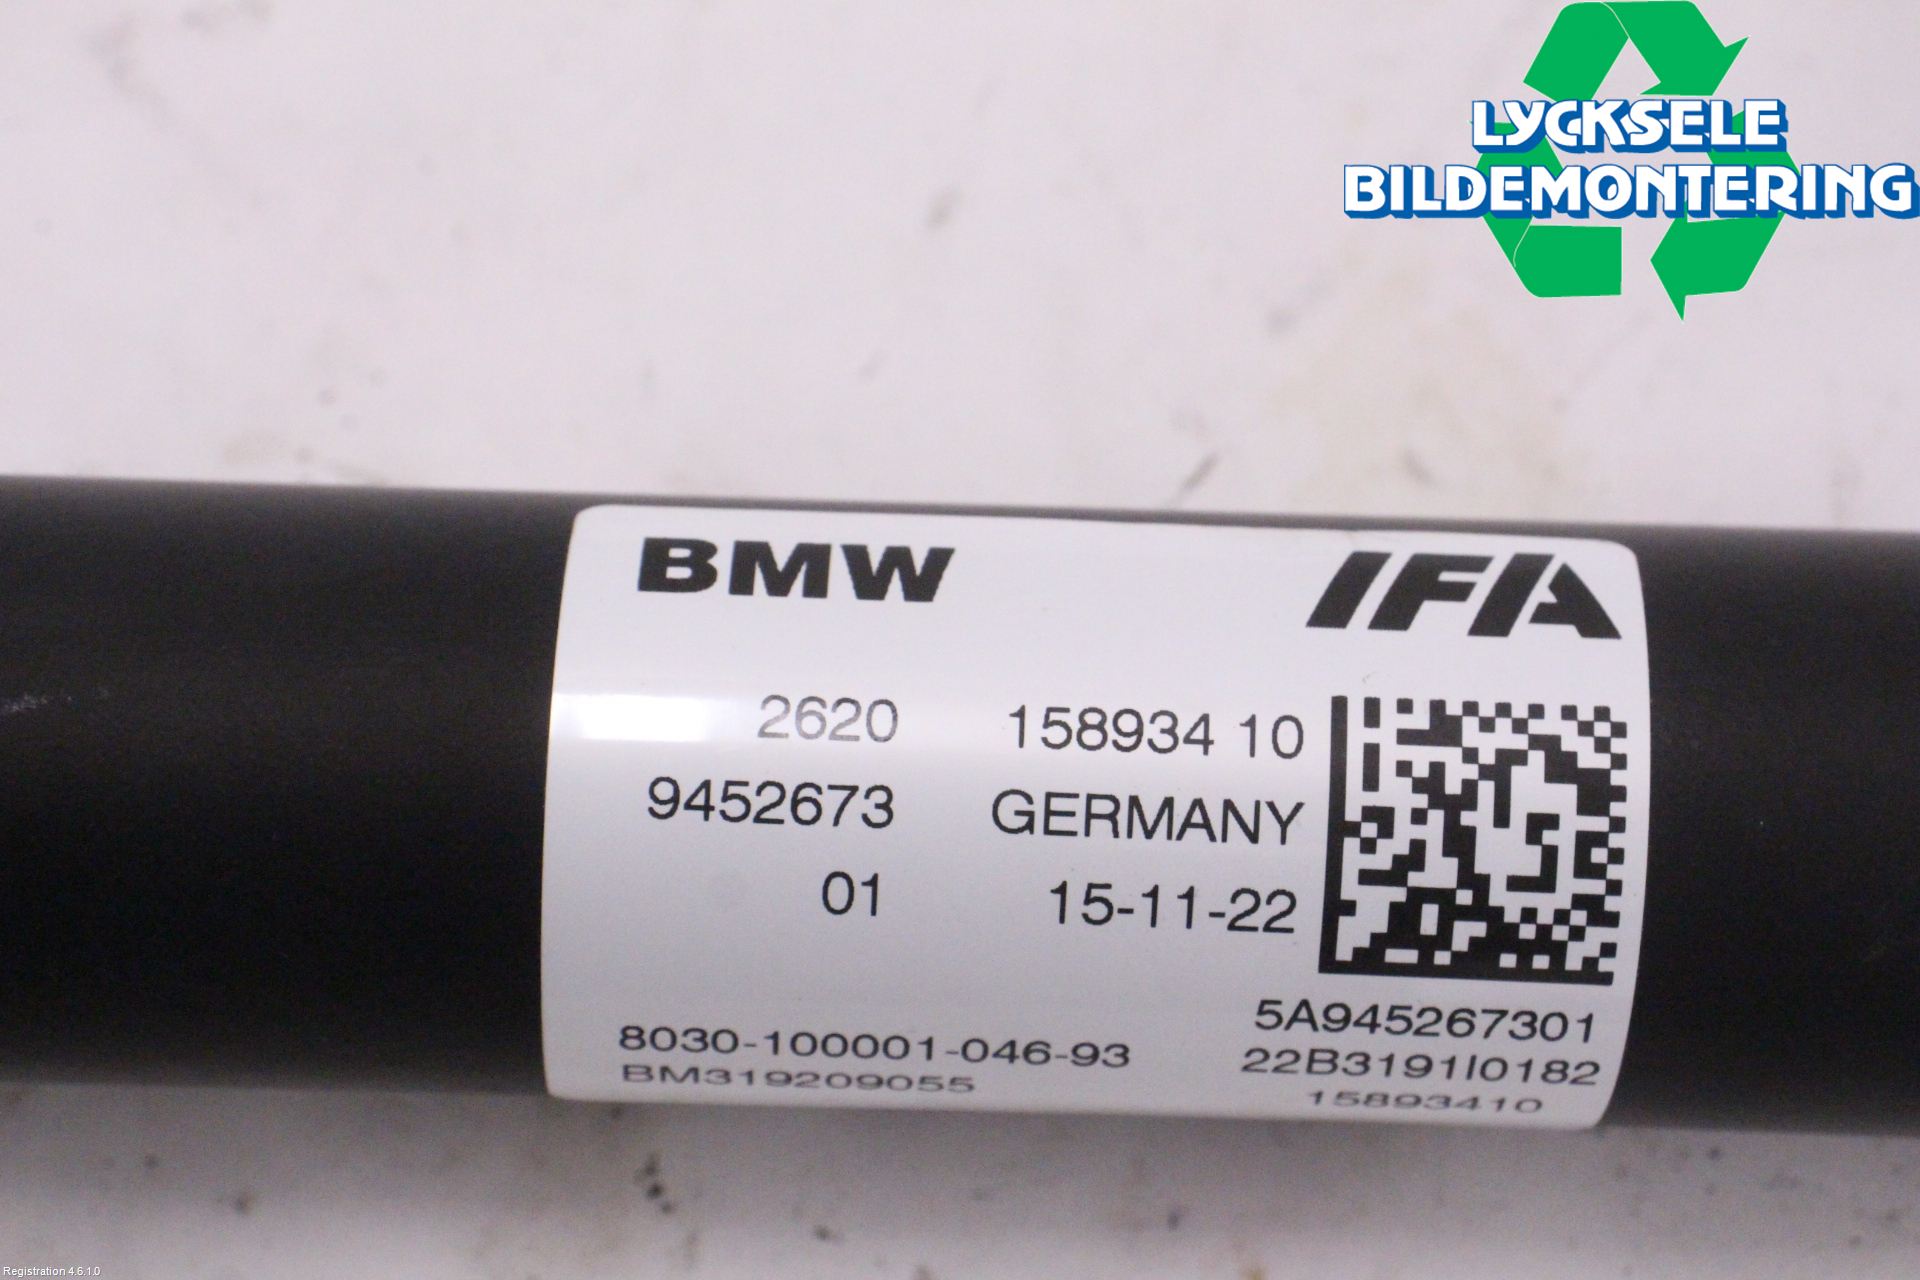 LYCKSELE
BILDEMONTERING
BMW
IFA
2620
158934 10
9452673
GERMANY
01
15-11-22
5A945267301
8030-100001-046-93
22B3191I0182
BM319209055
15893410
Registration 4.6.1.0